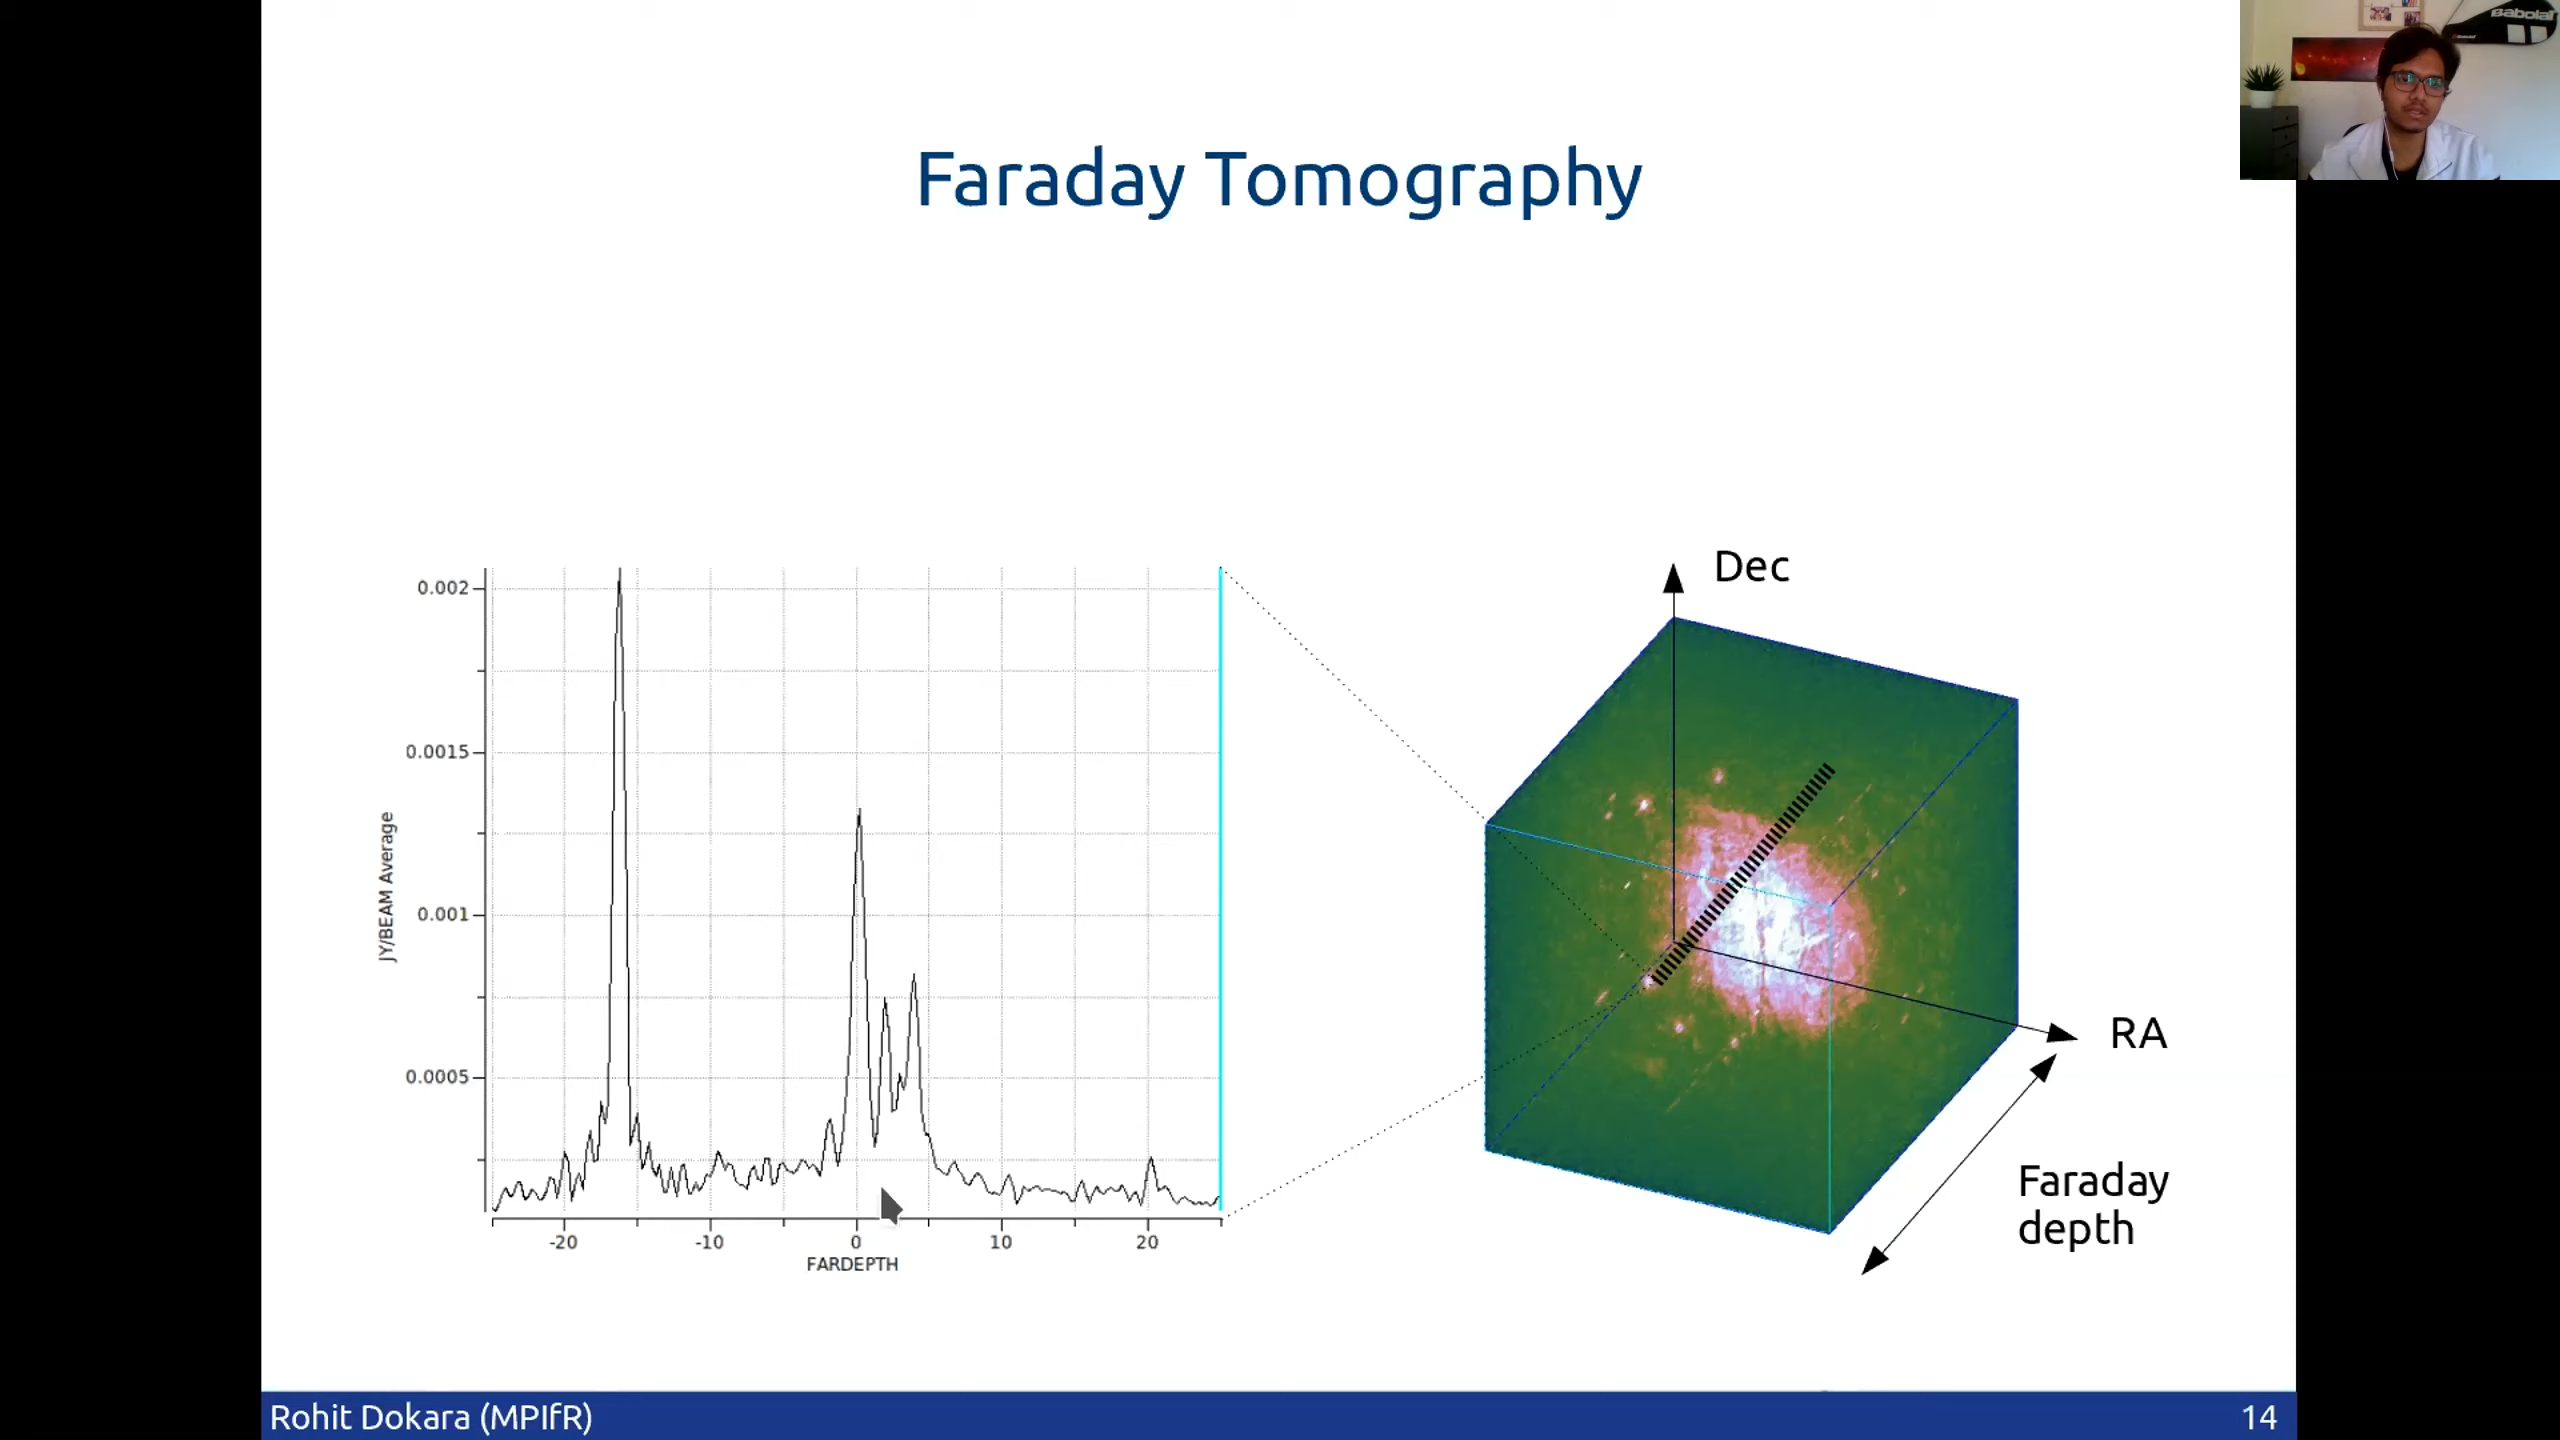 Babolat
Faraday Tomography
Dec
0.002
0.0015
0.001
0.0005
JY/BEAM Average
-20
-10
0
10
20
FARDEPTH
RA
Faraday
depth
Rohit Dokara (MPIfR)
14